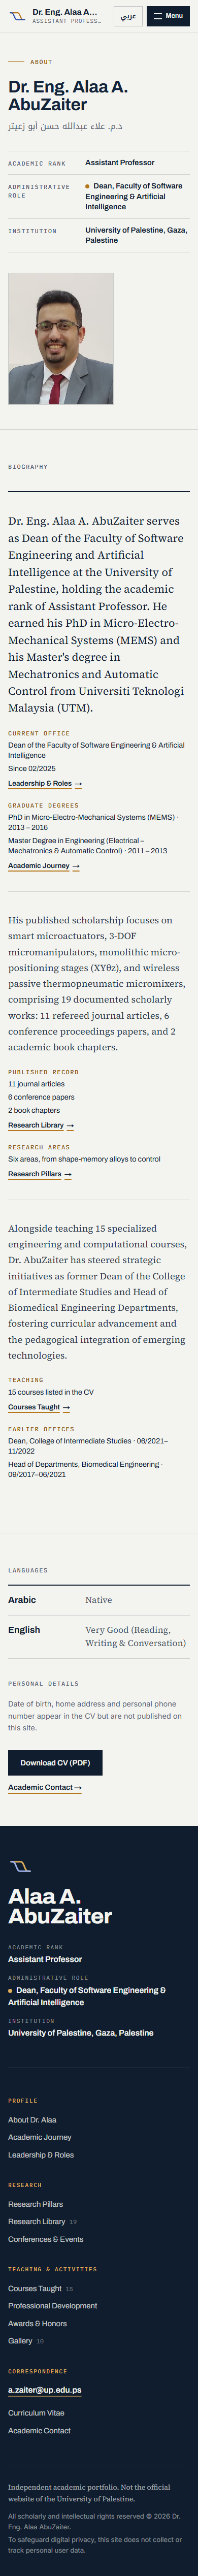 Dr. Eng. Alaa A…
ASSISTANT PROFESS…
عربي
Menu
ABOUT
Dr. Eng. Alaa A.
AbuZaiter
د.م. علاء عبدالله حسن أبو زعيتر
ACADEMIC RANK
Assistant Professor
ADMINISTRATIVE
ROLE
Dean, Faculty of Software
Engineering & Artificial
Intelligence
INSTITUTION
University of Palestine, Gaza,
Palestine
BIOGRAPHY
Dr. Eng. Alaa A. AbuZaiter serves
as Dean of the Faculty of Software
Engineering and Artificial
Intelligence at the University of
Palestine, holding the academic
rank of Assistant Professor. He
earned his PhD in Micro-Electro-
Mechanical Systems (MEMS) and
his Master's degree in
Mechatronics and Automatic
Control from Universiti Teknologi
Malaysia (UTM).
CURRENT OFFICE
Dean of the Faculty of Software Engineering & Artificial
Intelligence
Since 02/2025
Leadership & Roles →
GRADUATE DEGREES
PhD in Micro-Electro-Mechanical Systems (MEMS) ·
2013 – 2016
Master Degree in Engineering (Electrical –
Mechatronics & Automatic Control) · 2011 – 2013
Academic Journey →
His published scholarship focuses on
smart microactuators, 3-DOF
micromanipulators, monolithic micro-
positioning stages (XYθz), and wireless
passive thermopneumatic micromixers,
comprising 19 documented scholarly
works: 11 refereed journal articles, 6
conference proceedings papers, and 2
academic book chapters.
PUBLISHED RECORD
11 journal articles
6 conference papers
2 book chapters
Research Library →
RESEARCH AREAS
Six areas, from shape-memory alloys to control
Research Pillars →
Alongside teaching 15 specialized
engineering and computational courses,
Dr. AbuZaiter has steered strategic
initiatives as former Dean of the College
of Intermediate Studies and Head of
Biomedical Engineering Departments,
fostering curricular advancement and
the pedagogical integration of emerging
technologies.
TEACHING
15 courses listed in the CV
Courses Taught →
EARLIER OFFICES
Dean, College of Intermediate Studies · 06/2021–
11/2022
Head of Departments, Biomedical Engineering ·
09/2017–06/2021
LANGUAGES
Arabic
Native
English
Very Good (Reading,
Writing & Conversation)
PERSONAL DETAILS
Date of birth, home address and personal phone
number appear in the CV but are not published on
this site.
Download CV (PDF)
Academic Contact →
Alaa A.
AbuZaiter
ACADEMIC RANK
Assistant Professor
ADMINISTRATIVE ROLE
Dean, Faculty of Software Engineering &
Artificial Intelligence
INSTITUTION
University of Palestine, Gaza, Palestine
PROFILE
About Dr. Alaa
Academic Journey
Leadership & Roles
RESEARCH
Research Pillars
Research Library 19
Conferences & Events
TEACHING & ACTIVITIES
Courses Taught 15
Professional Development
Awards & Honors
Gallery 10
CORRESPONDENCE
a.zaiter@up.edu.ps
Curriculum Vitae
Academic Contact
Independent academic portfolio. Not the official
website of the University of Palestine.
All scholarly and intellectual rights reserved © 2026 Dr.
Eng. Alaa AbuZaiter.
To safeguard digital privacy, this site does not collect or
track personal user data.